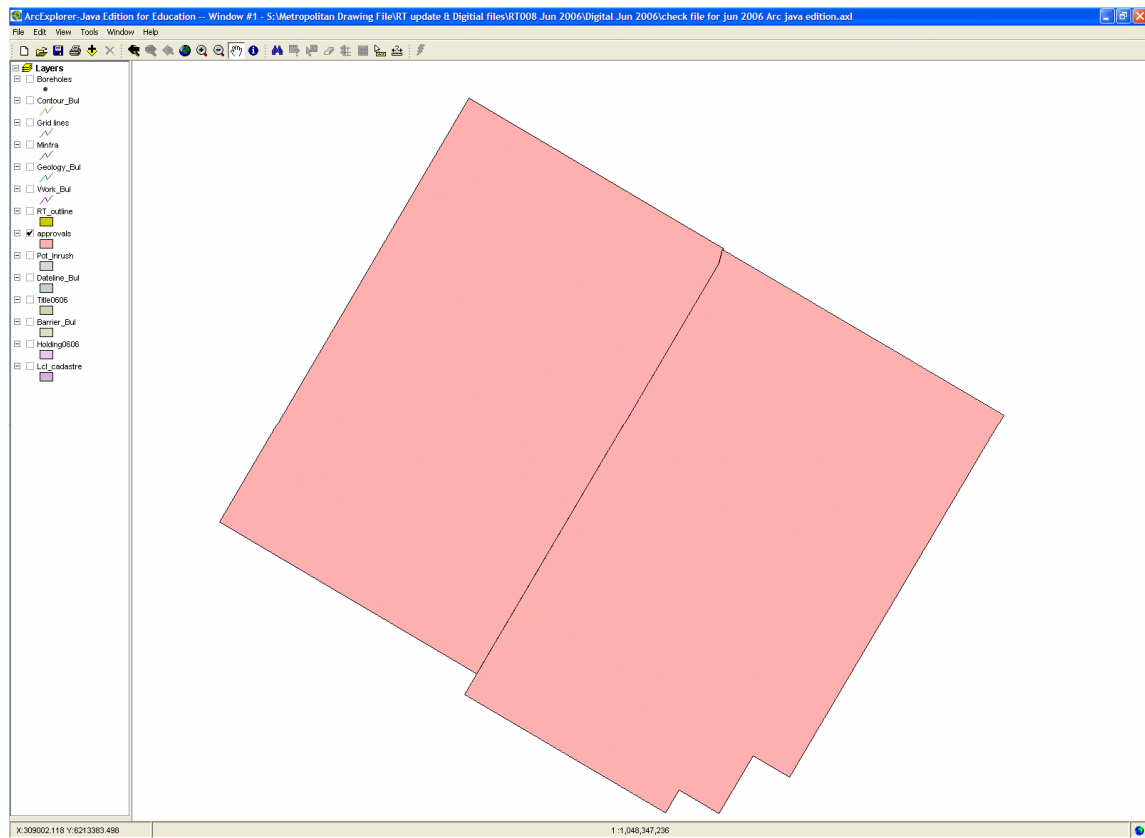 ArcExplorer-Java Edition for Education -- Window #1 - S:\Metropolitan Drawing File\RT update & Digitial files\RT008 Jun 2006\Digital Jun 2006\check file for jun 2006 Arc java edition.axl
File Edit View Tools Window Help
Layers
Boreholes
Contour_Bul
Grid lines
Minfra
Geology_Bul
Work_Bul
RT_outline
approvals
Pot_Inrush
Dateline_Bul
Title0606
Barrier_Bul
Holding0606
Lcl_cadastre
X:309002.118 Y:6213383.498
1 :1,048,347,236